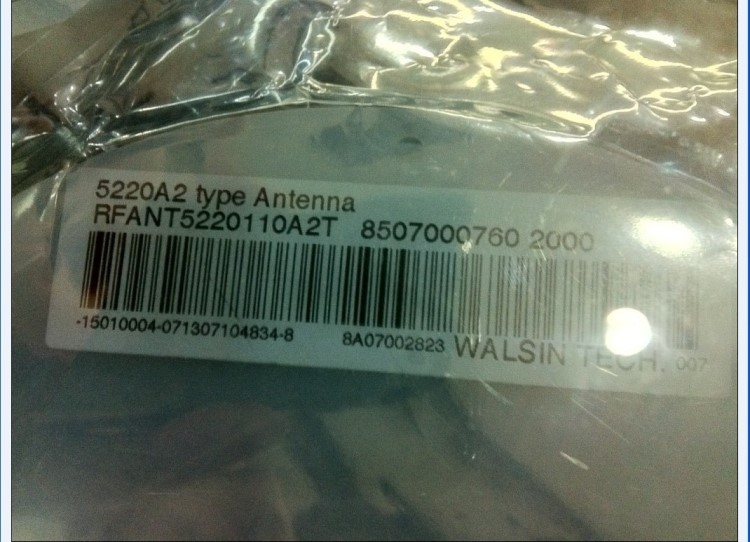 5220A2 type Antenna
RFANT5220110A2T 8507000760 2000
-15010004-071307104834-8 8A07002823 WALSIN TECH. 007